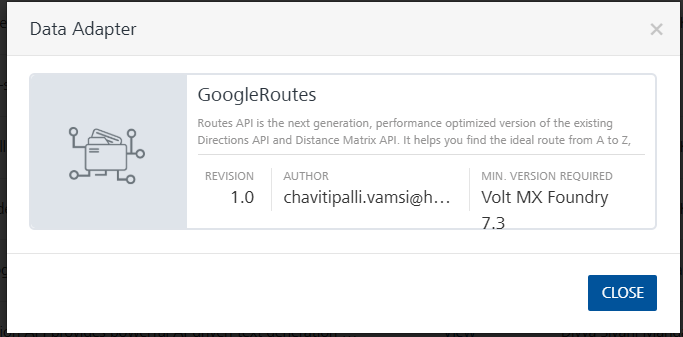 Data Adapter
×
GoogleRoutes
Routes API is the next generation, performance optimized version of the existing
Directions API and Distance Matrix API. It helps you find the ideal route from A to Z,
REVISION
1.0
AUTHOR
chavitipalli.vamsi@h...
MIN. VERSION REQUIRED
Volt MX Foundry
7.3
CLOSE